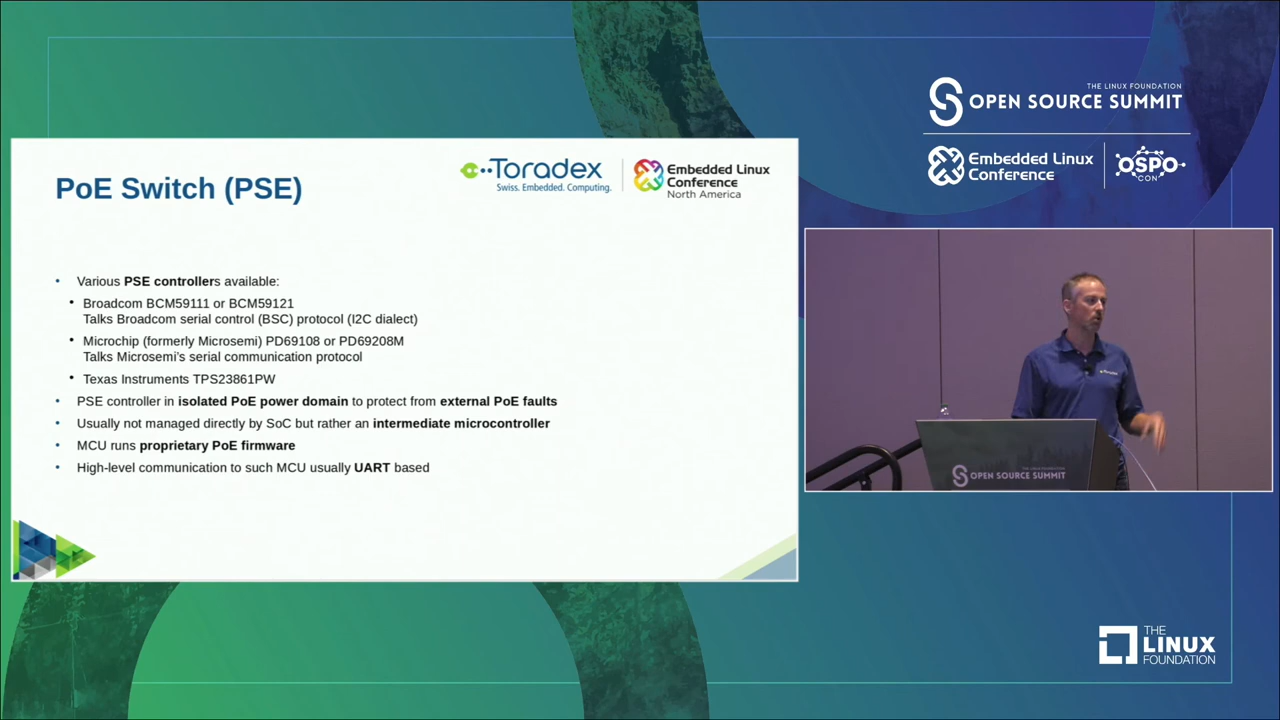 THE LINUX FOUNDATION
OPEN SOURCE SUMMIT
Embedded Linux
Conference
OSPO
CON
PoE Switch (PSE)
Toradex
Swiss. Embedded. Computing.
Embedded Linux
Conference
North America
• Various PSE controllers available:
• Broadcom BCM59111 or BCM59121
Talks Broadcom serial control (BSC) protocol (I2C dialect)
• Microchip (formerly Microsemi) PD69108 or PD69208M
Talks Microsemi's serial communication protocol
• Texas Instruments TPS23861PW
• PSE controller in isolated PoE power domain to protect from external PoE faults
• Usually not managed directly by SoC but rather an intermediate microcontroller
• MCU runs proprietary PoE firmware
• High-level communication to such MCU usually UART based
OPEN SOURCE SUMMIT
THE
LINUX
FOUNDATION